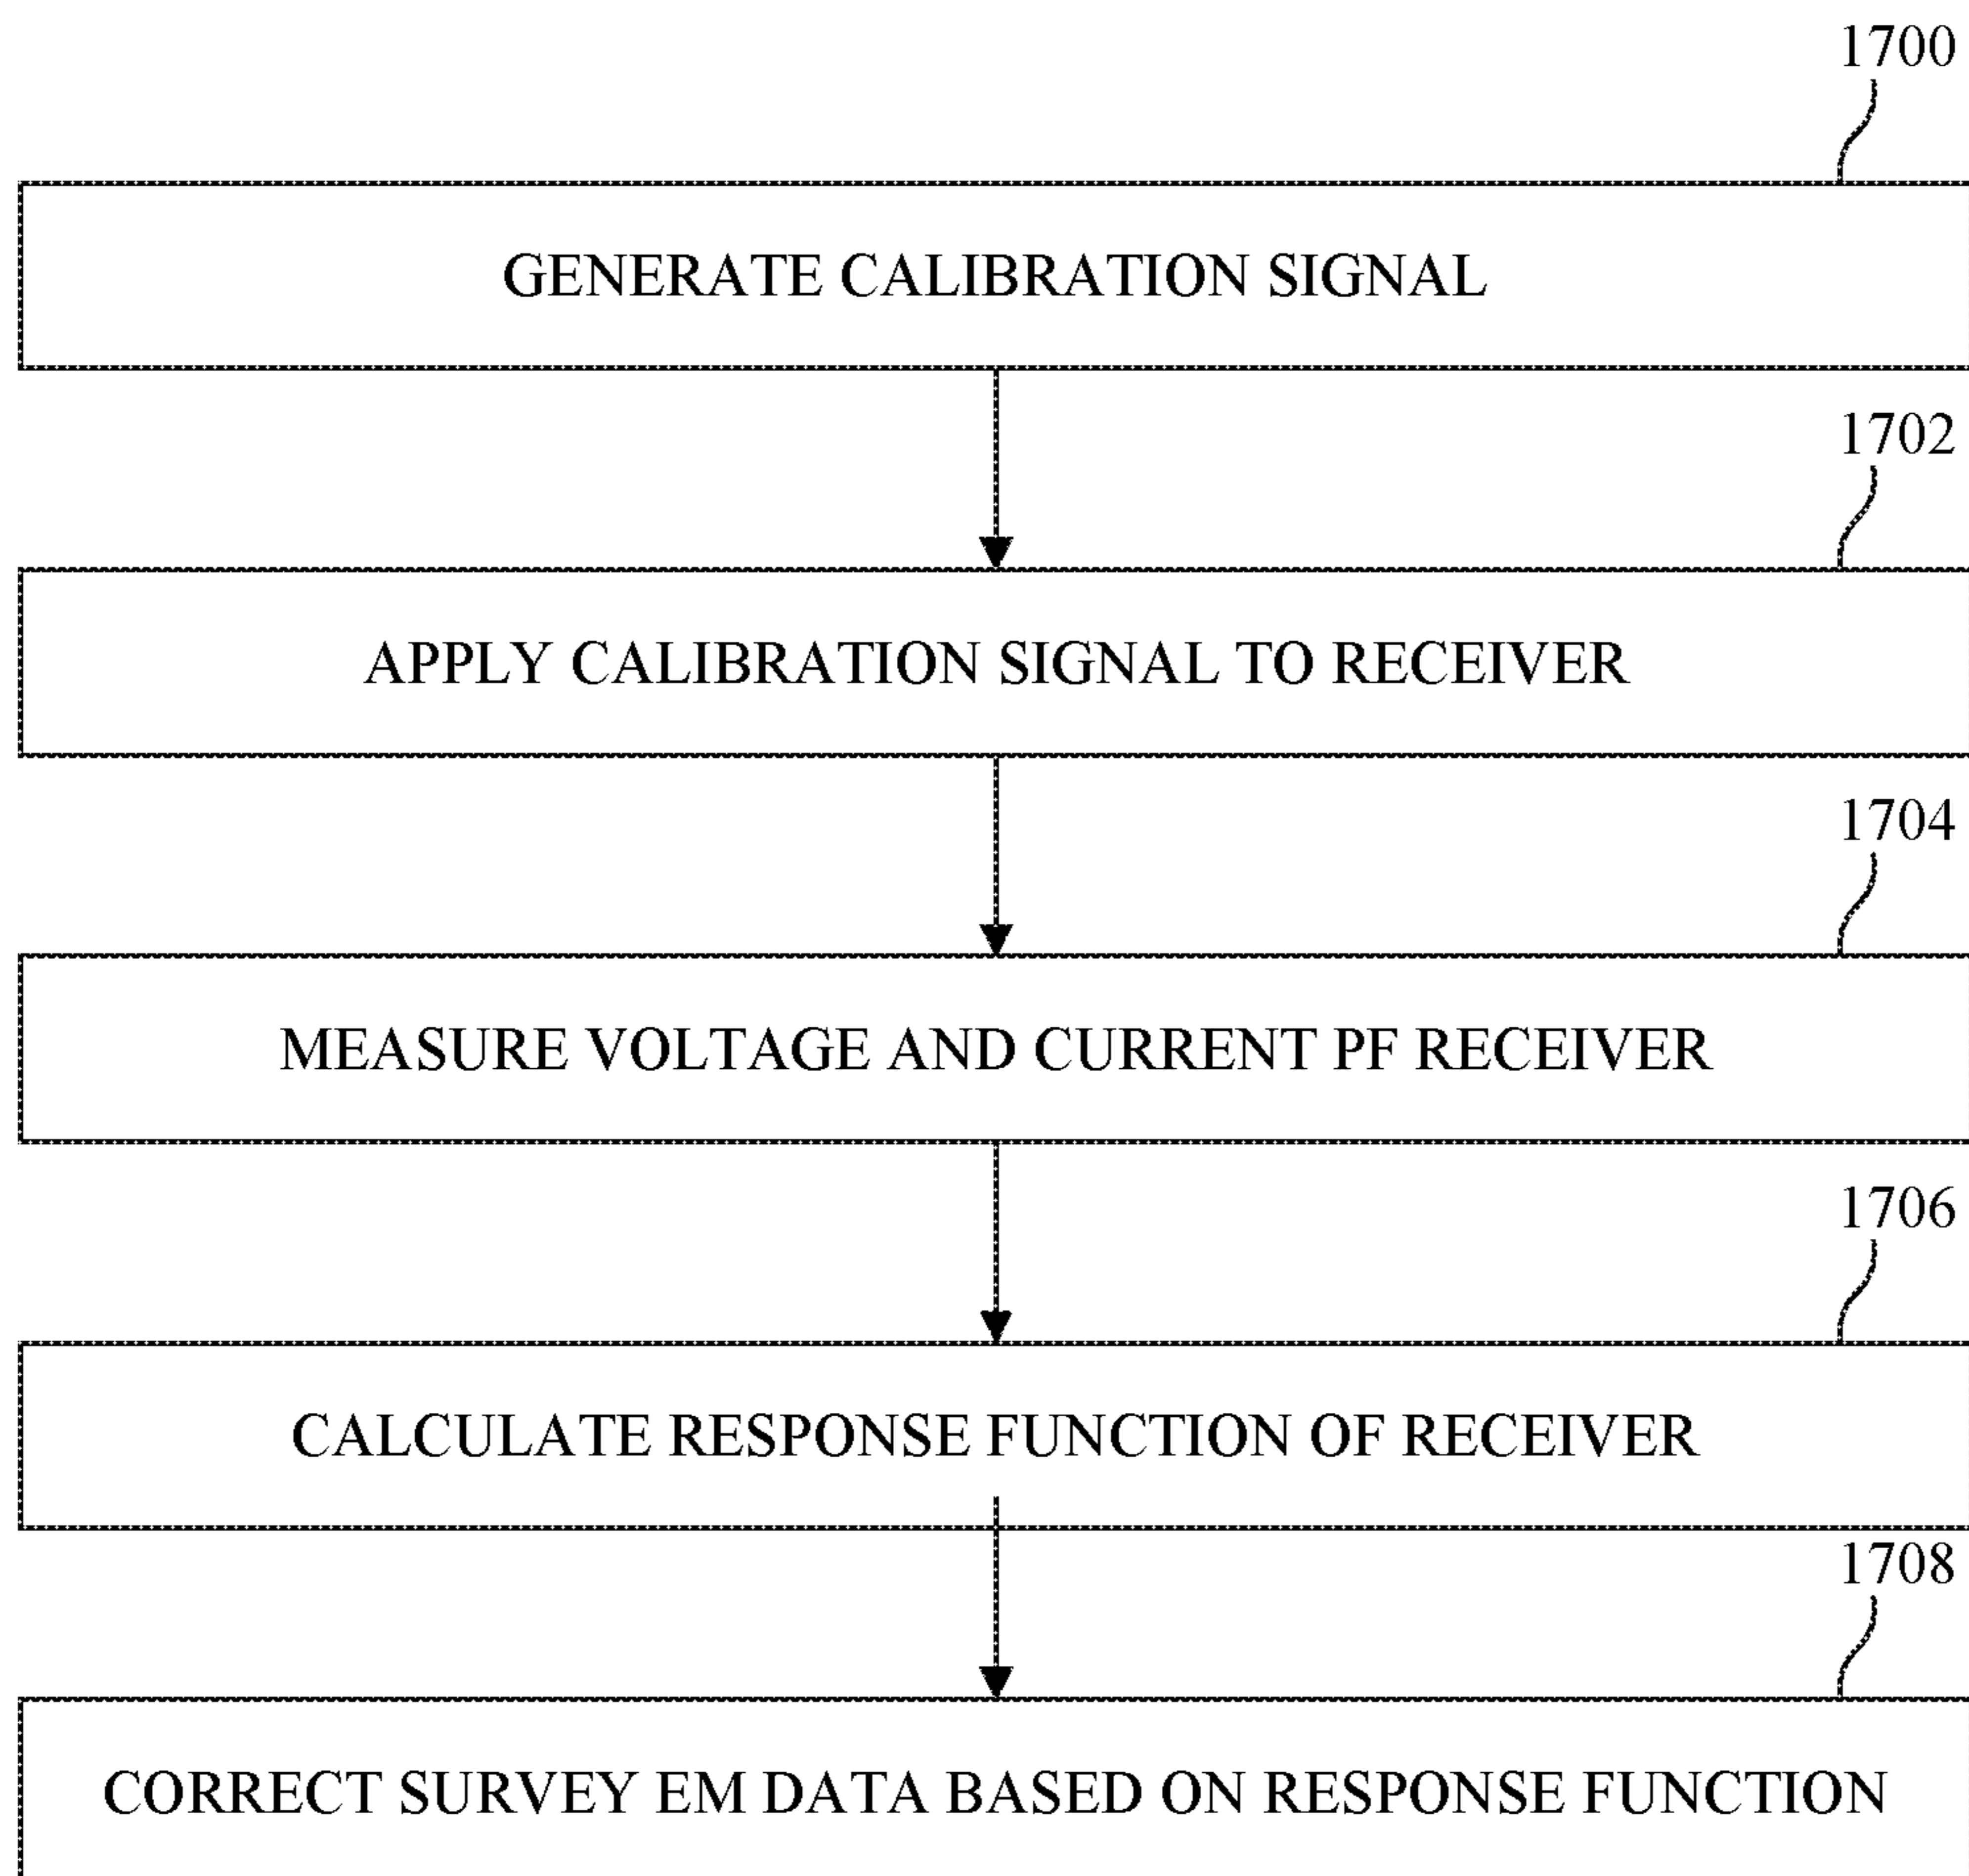 1700
GENERATE CALIBRATION SIGNAL
1702
APPLY CALIBRATION SIGNAL TO RECEIVER
1704
MEASURE VOLTAGE AND CURRENT PF RECEIVER
1706
CALCULATE RESPONSE FUNCTION OF RECEIVER
1708
CORRECT SURVEY EM DATA BASED ON RESPONSE FUNCTION